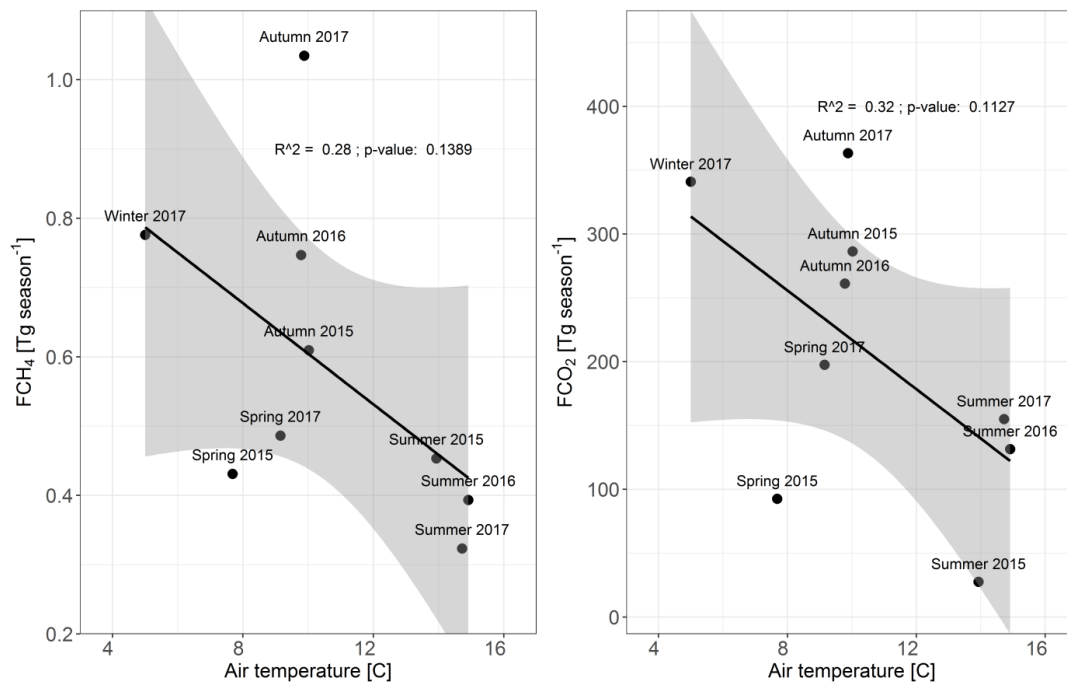 Autumn 2017
R^2 = 0.28 ; p-value: 0.1389
Winter 2017
Autumn 2016
Autumn 2015
Spring 2017
Summer 2015
Spring 2015
Summer 2016
Summer 2017
1.0
0.8
0.6
0.4
0.2
FCH₄ [Tg season⁻¹]
4
8
12
16
Air temperature [C]
R^2 = 0.32 ; p-value: 0.1127
Autumn 2017
Winter 2017
Autumn 2015
Autumn 2016
Spring 2017
Summer 2017
Summer 2016
Spring 2015
Summer 2015
400
300
200
100
0
FCO₂ [Tg season⁻¹]
4
8
12
16
Air temperature [C]